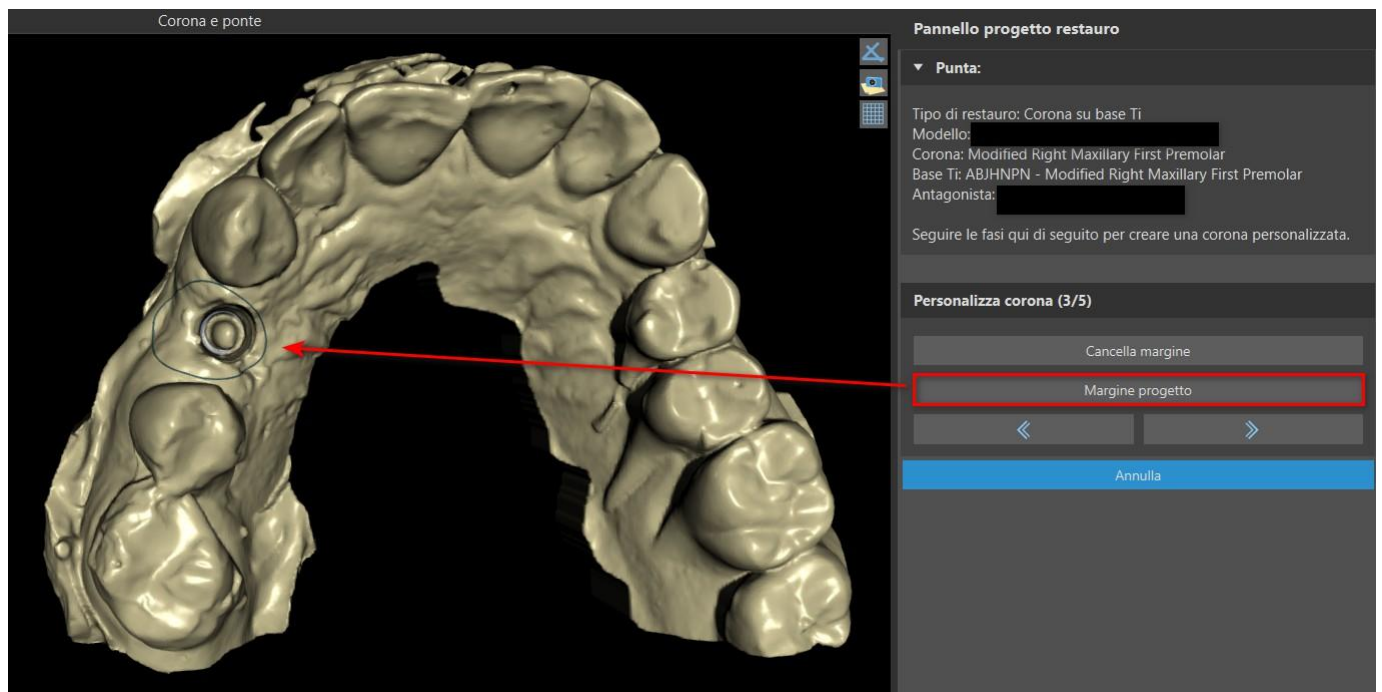 Corona e ponte
Pannello progetto restauro
Punta:
Tipo di restauro: Corona su base Ti
Modello:
Corona: Modified Right Maxillary First Premolar
Base Ti: ABJHNPN - Modified Right Maxillary First Premolar
Antagonista:
Seguire le fasi qui di seguito per creare una corona personalizzata.
Personalizza corona (3/5)
Cancella margine
Margine progetto
Annulla